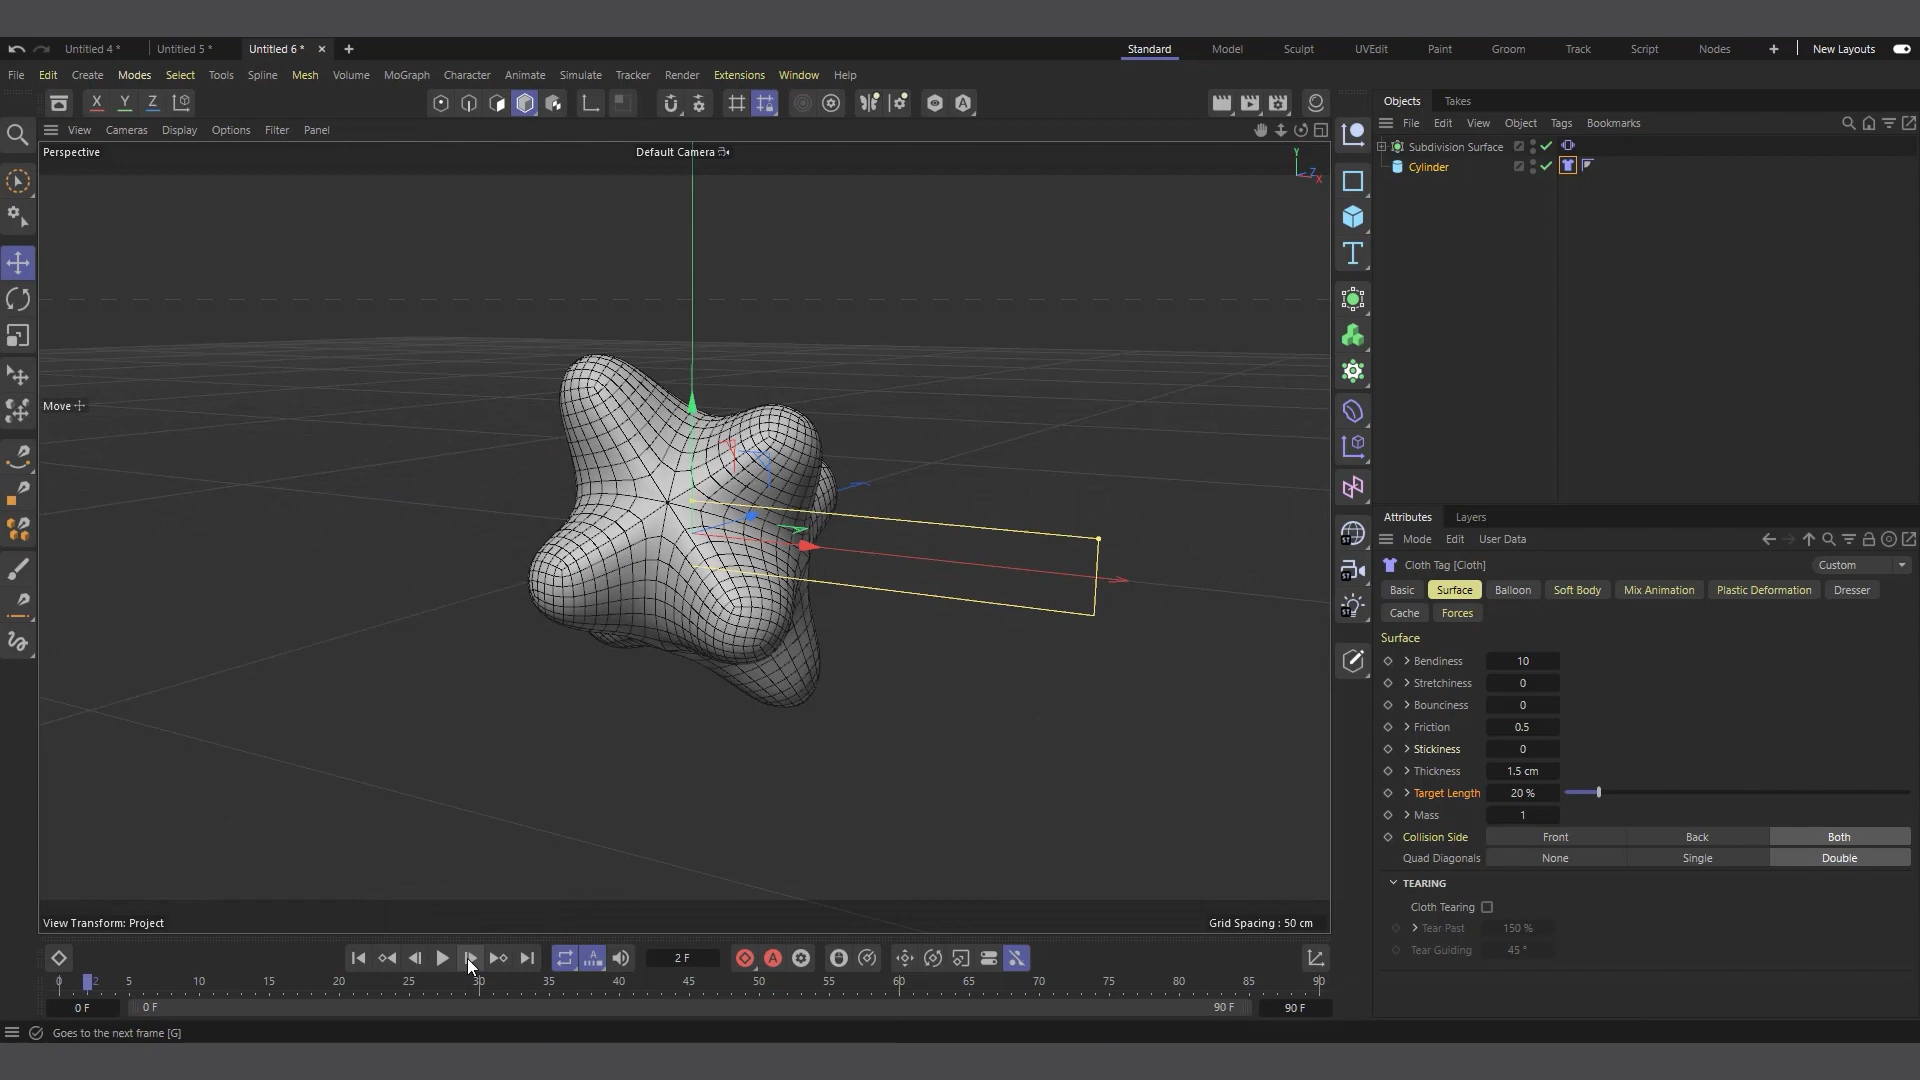 Untitled 4 *
Untitled 5 *
Untitled 6 *
Standard
Model
Sculpt
UVEdit
Paint
Groom
Track
Script
Nodes
New Layouts
File Edit Create Modes Select Tools Spline Mesh Volume MoGraph Character Animate Simulate Tracker Render Extensions Window Help
X Y Z
View Cameras Display Options Filter Panel
Perspective
Default Camera
Y
Z
X
Move
View Transform: Project
Grid Spacing : 50 cm
Objects Takes
File Edit View Object Tags Bookmarks
Subdivision Surface
Cylinder
Attributes Layers
Mode Edit User Data
Cloth Tag [Cloth]
Custom
Basic Surface Balloon Soft Body Mix Animation Plastic Deformation Dresser
Cache Forces
Surface
Bendiness 10
Stretchiness 0
Bounciness 0
Friction 0.5
Stickiness 0
Thickness 1.5 cm
Target Length 20 %
Mass 1
Collision Side Front Back Both
Quad Diagonals None Single Double
TEARING
Cloth Tearing
Tear Past 150 %
Tear Guiding 45 °
2 F
0 2 5 10 15 20 25 30 35 40 45 50 55 60 65 70 75 80 85 90
0 F 0 F 90 F 90 F
Goes to the next frame [G]